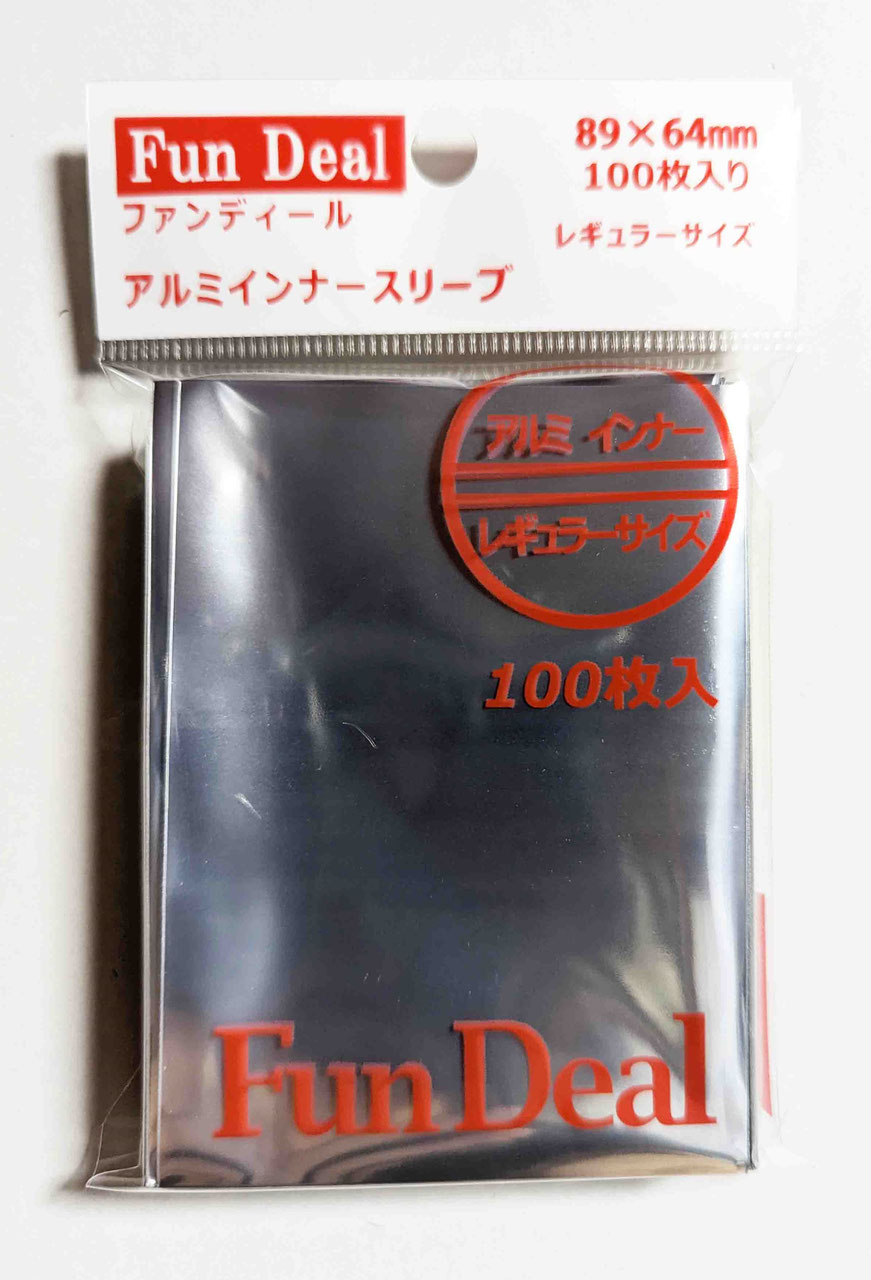 Fun Deal
ファンディール
アルミインナースリーブ
89×64mm
100枚入り
レギュラーサイズ
アルミ インナー
レギュラーサイズ
100枚入
Fun Deal